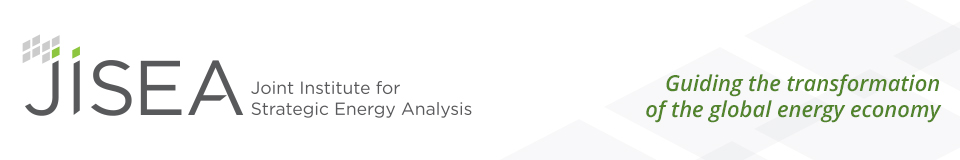 JISEA
Joint Institute for
Strategic Energy Analysis
Guiding the transformation
of the global energy economy